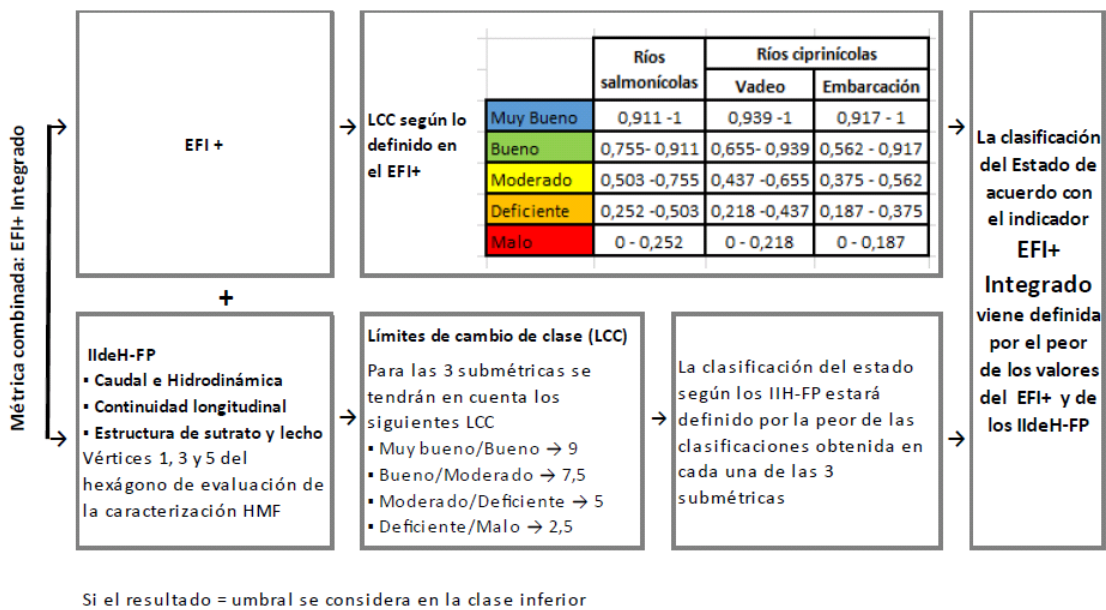 Métrica combinada: EFI+ Integrado
EFI +
LCC según lo
definido en
el EFI+
Ríos
salmonícolas
Ríos ciprinícolas
Vadeo
Embarcación
Muy Bueno 0,911 -1 0,939 -1 0,917 - 1
Bueno 0,755- 0,911 0,655- 0,939 0,562 - 0,917
Moderado 0,503 -0,755 0,437 -0,655 0,375 - 0,562
Deficiente 0,252 -0,503 0,218 -0,437 0,187 - 0,375
Malo 0 - 0,252 0 - 0,218 0 - 0,187
+
IIdeH-FP
▪ Caudal e Hidrodinámica
▪ Continuidad longitudinal
▪ Estructura de sutrato y lecho
Vértices 1, 3 y 5 del
hexágono de evaluación de
la caracterización HMF
Límites de cambio de clase (LCC)
Para las 3 submétricas se
tendrán en cuenta los
siguientes LCC
▪ Muy bueno/Bueno → 9
▪ Bueno/Moderado → 7,5
▪ Moderado/Deficiente → 5
▪ Deficiente/Malo → 2,5
La clasificación del estado
según los IIH-FP estará
definido por la peor de las
clasificaciones obtenida en
cada una de las 3
submétricas
La clasificación
del Estado de
acuerdo con
el indicador
EFI+
Integrado
viene definida
por el peor
de los valores
del EFI+ y de
los IIdeH-FP
Si el resultado = umbral se considera en la clase inferior